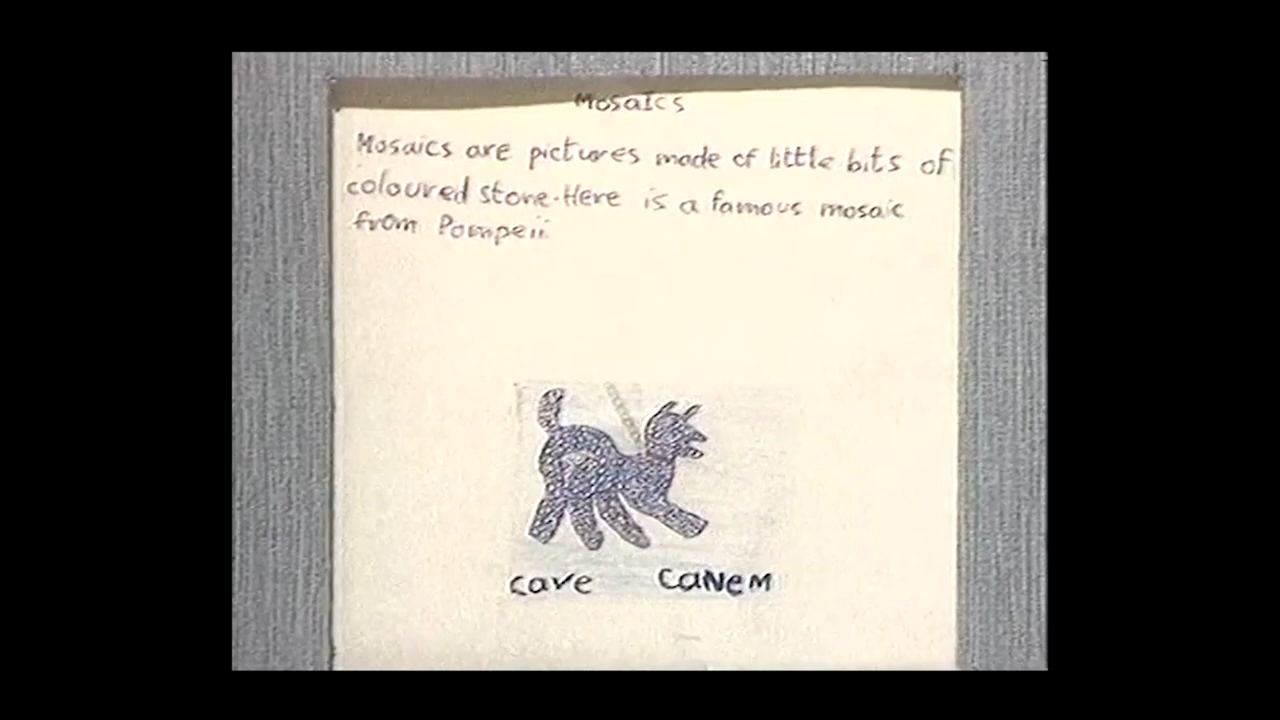 Mosaics
Mosaics are pictures made of little bits of
coloured stone. Here is a famous mosaic
from Pompeii
cave canem